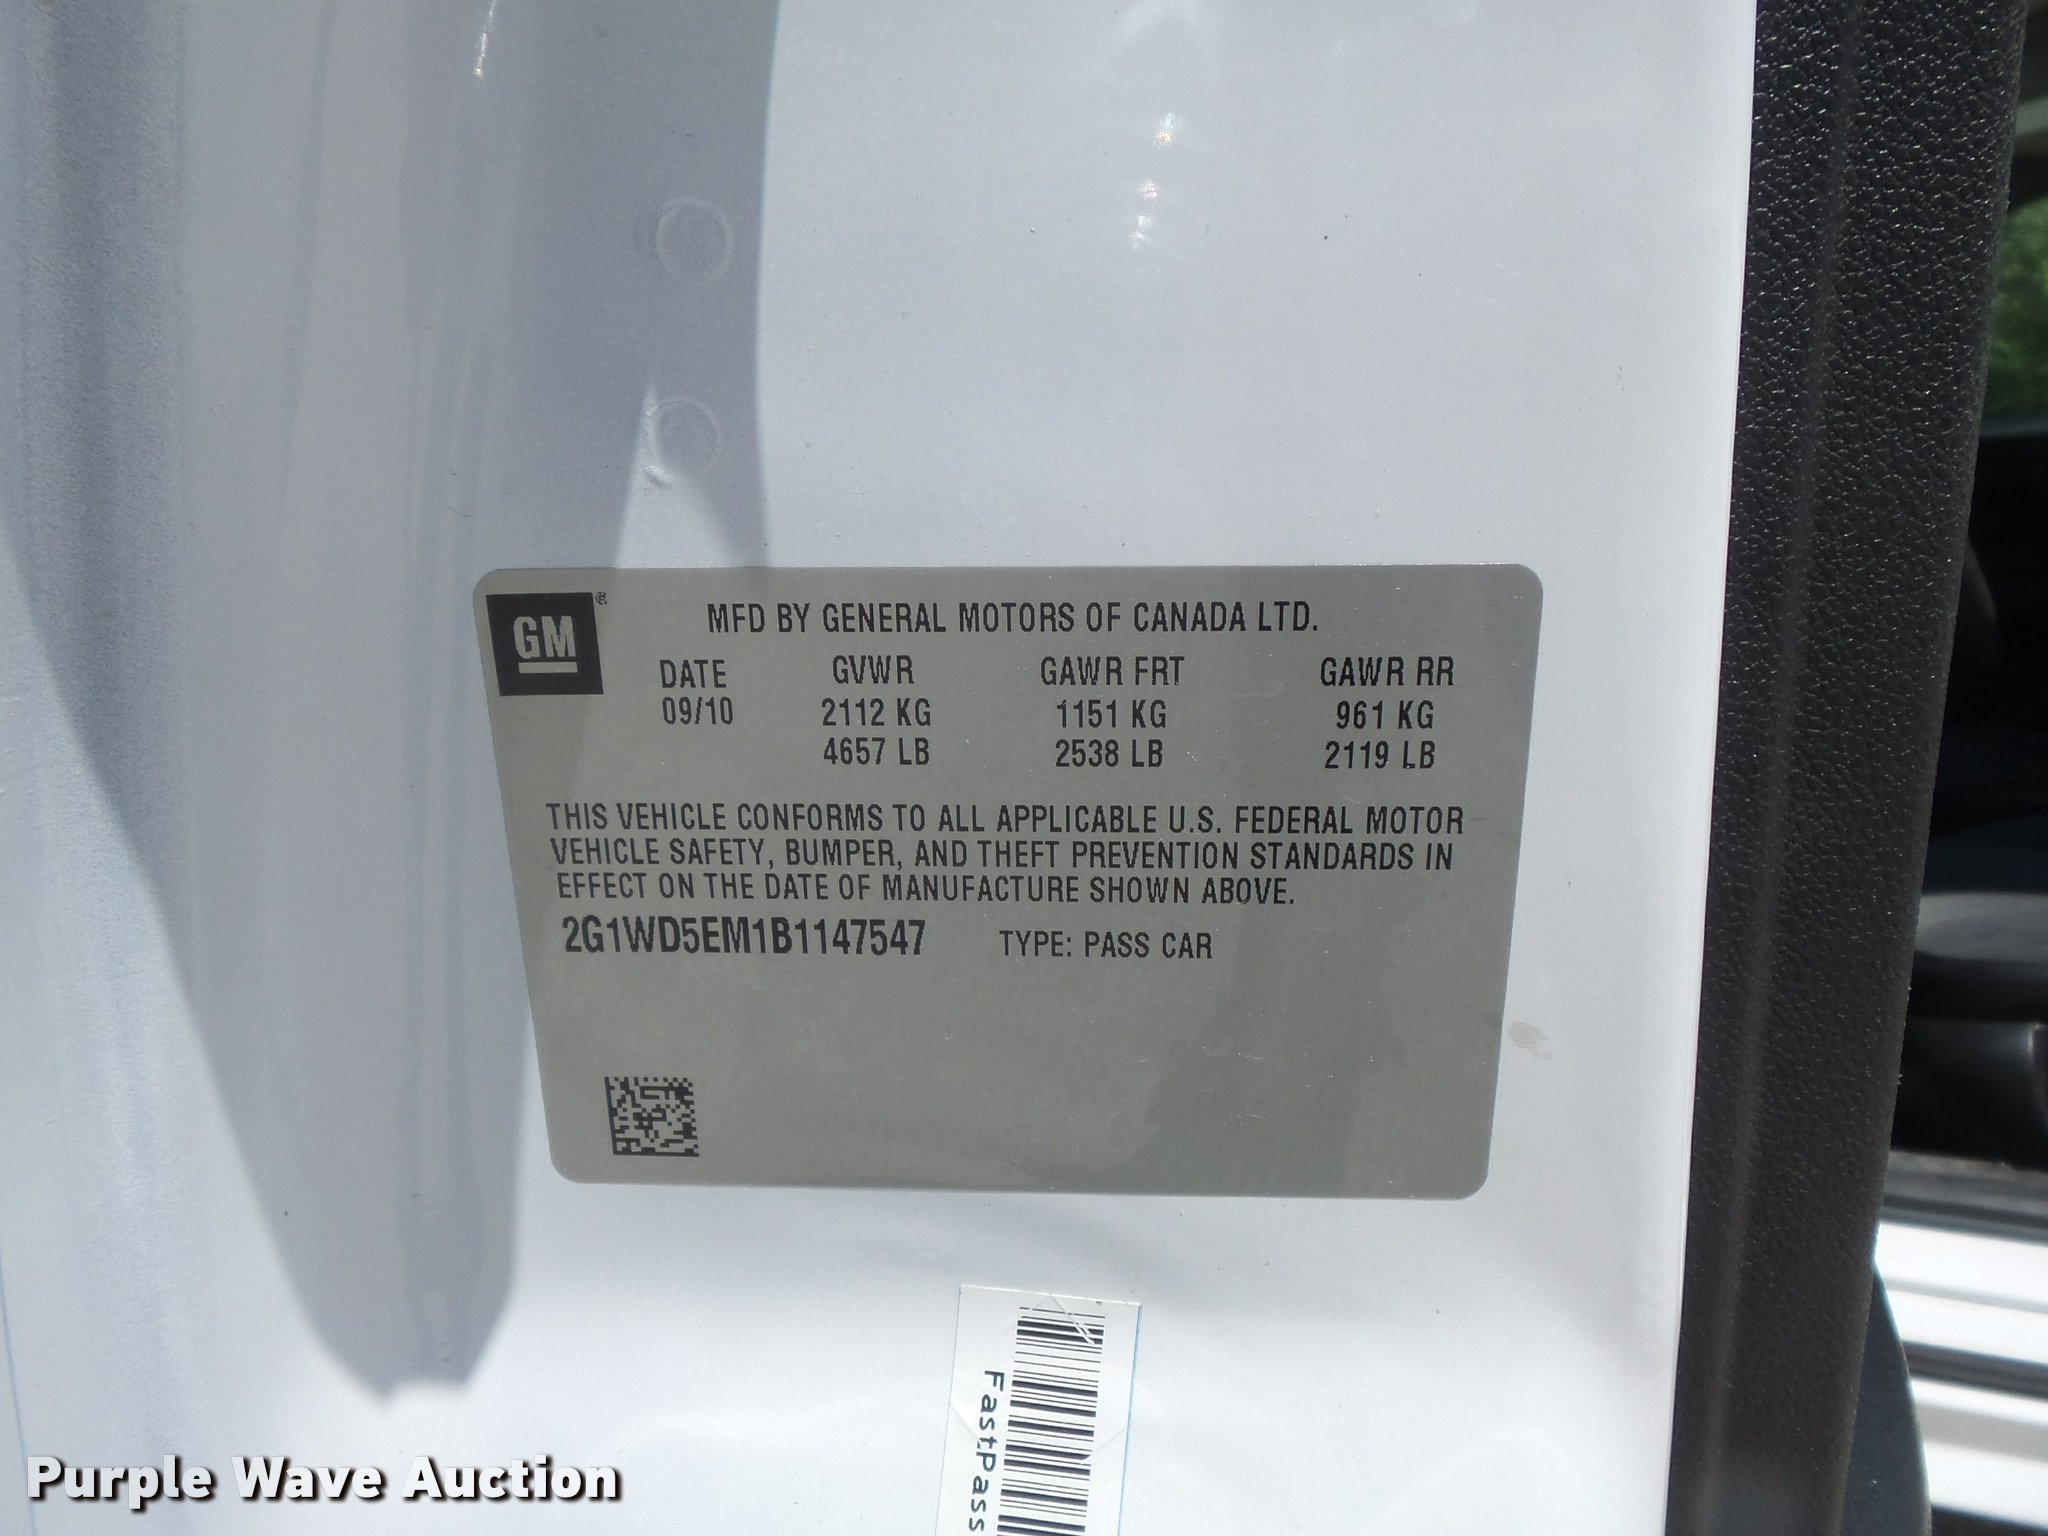 GM®
MFD BY GENERAL MOTORS OF CANADA LTD.
DATE GVWR GAWR FRT GAWR RR
09/10 2112 KG 1151 KG 961 KG
4657 LB 2538 LB 2119 LB
THIS VEHICLE CONFORMS TO ALL APPLICABLE U.S. FEDERAL MOTOR
VEHICLE SAFETY, BUMPER, AND THEFT PREVENTION STANDARDS IN
EFFECT ON THE DATE OF MANUFACTURE SHOWN ABOVE.
2G1WD5EM1B1147547 TYPE: PASS CAR
FastPass
Purple Wave Auction